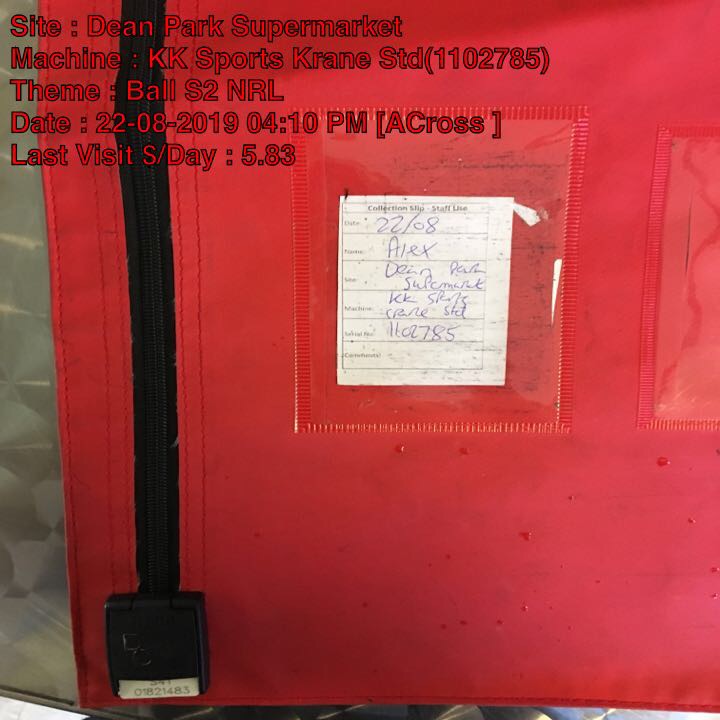 Site : Dean Park Supermarket
Machine : KK Sports Krane Std(1102785)
Theme : Ball S2 NRL
Date : 22-08-2019 04:10 PM [ACross ]
Last Visit S/Day : 5.83
Collection Slip - Staff Use
Date: 22/08
Name: Alex
Site: Dean Park
Supermarket
Machine: KK Sports
crane Std
Serial No: 1102785
Comments:
S41
01821483